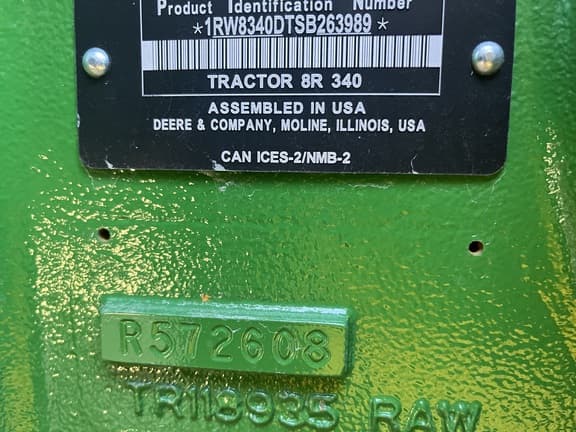 Product Identification Number
*1RW8340DTSB263989*
TRACTOR 8R 340
ASSEMBLED IN USA
DEERE & COMPANY, MOLINE, ILLINOIS, USA
CAN ICES-2/NMB-2
R572608
TR118935 RAW